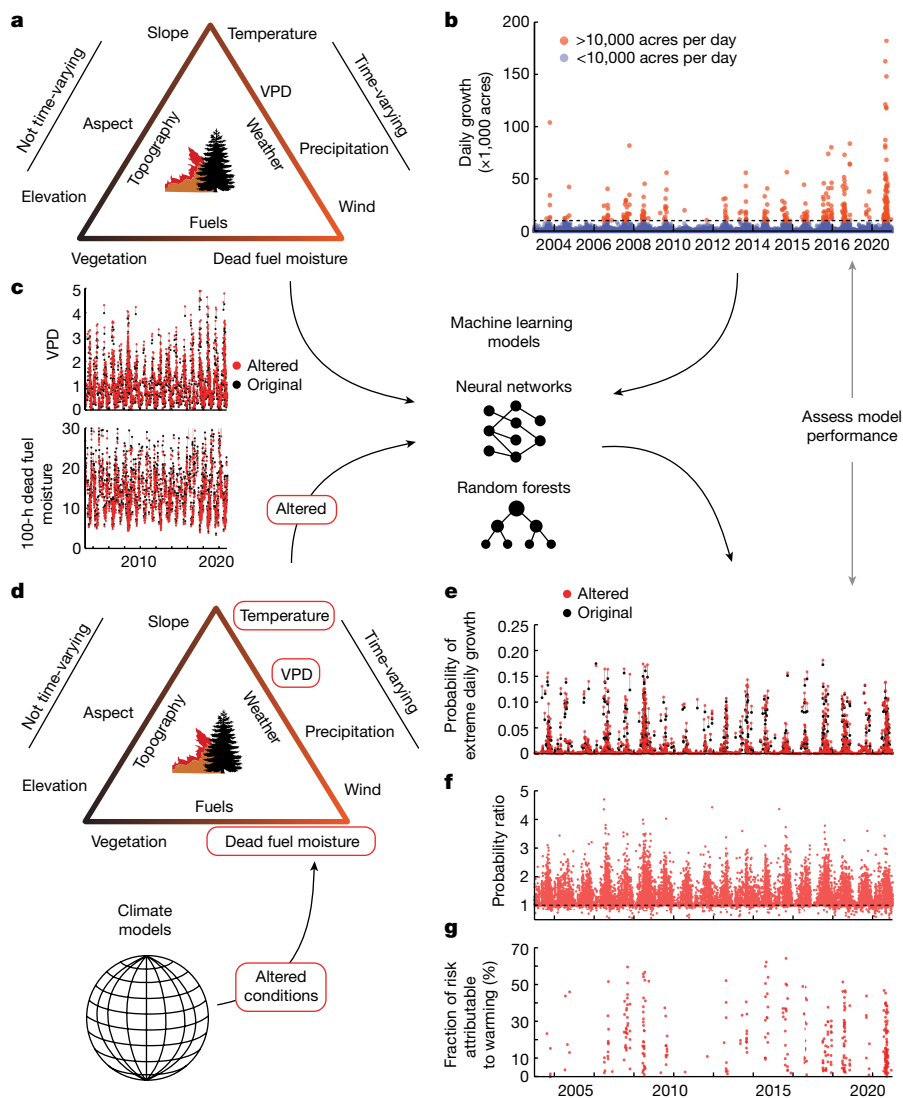 a
Slope
Temperature
Not time-varying
Time-varying
VPD
Aspect
Topography
Weather
Precipitation
Elevation
Wind
Fuels
Vegetation
Dead fuel moisture
b
200
150
100
50
0
Daily growth
(×1,000 acres)
>10,000 acres per day
<10,000 acres per day
2004 2006 2008 2010 2012 2014 2016 2020
c
5
4
3
2
1
0
VPD
Altered
Original
30
20
10
0
100-h dead fuel
moisture
2010 2020
Machine learning
models
Neural networks
Random forests
Assess model
performance
Altered
d
Slope
Temperature
Not time-varying
Time-varying
VPD
Aspect
Topography
Weather
Precipitation
Elevation
Wind
Fuels
Vegetation
Dead fuel moisture
Climate
models
Altered
conditions
e
Altered
Original
0.25
0.20
0.15
0.10
0.05
0
Probability of
extreme daily growth
f
5
4
3
2
1
Probability ratio
g
70
50
30
10
0
Fraction of risk
attributable
to warming (%)
2005 2010 2015 2020